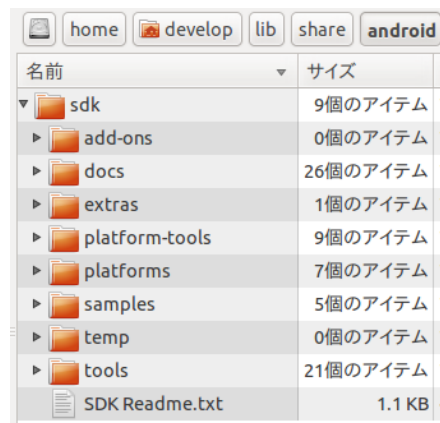 home develop lib share android
名前 サイズ
sdk 9個のアイテム
add-ons 0個のアイテム
docs 26個のアイテム
extras 1個のアイテム
platform-tools 9個のアイテム
platforms 7個のアイテム
samples 5個のアイテム
temp 0個のアイテム
tools 21個のアイテム
SDK Readme.txt 1.1 KB